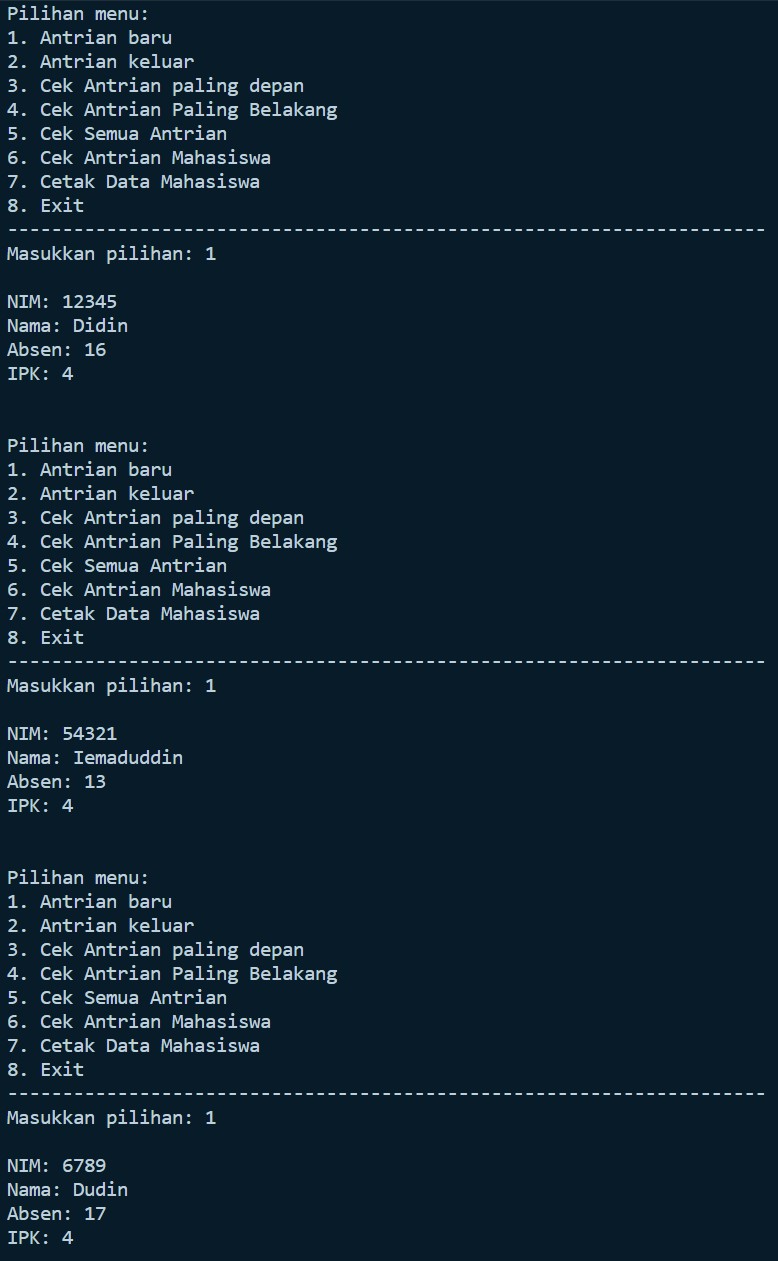 Pilihan menu:
1. Antrian baru
2. Antrian keluar
3. Cek Antrian paling depan
4. Cek Antrian Paling Belakang
5. Cek Semua Antrian
6. Cek Antrian Mahasiswa
7. Cetak Data Mahasiswa
8. Exit
---------------------------------------------------------------------
Masukkan pilihan: 1
NIM: 12345
Nama: Didin
Absen: 16
IPK: 4
Pilihan menu:
1. Antrian baru
2. Antrian keluar
3. Cek Antrian paling depan
4. Cek Antrian Paling Belakang
5. Cek Semua Antrian
6. Cek Antrian Mahasiswa
7. Cetak Data Mahasiswa
8. Exit
---------------------------------------------------------------------
Masukkan pilihan: 1
NIM: 54321
Nama: Iemaduddin
Absen: 13
IPK: 4
Pilihan menu:
1. Antrian baru
2. Antrian keluar
3. Cek Antrian paling depan
4. Cek Antrian Paling Belakang
5. Cek Semua Antrian
6. Cek Antrian Mahasiswa
7. Cetak Data Mahasiswa
8. Exit
---------------------------------------------------------------------
Masukkan pilihan: 1
NIM: 6789
Nama: Dudin
Absen: 17
IPK: 4